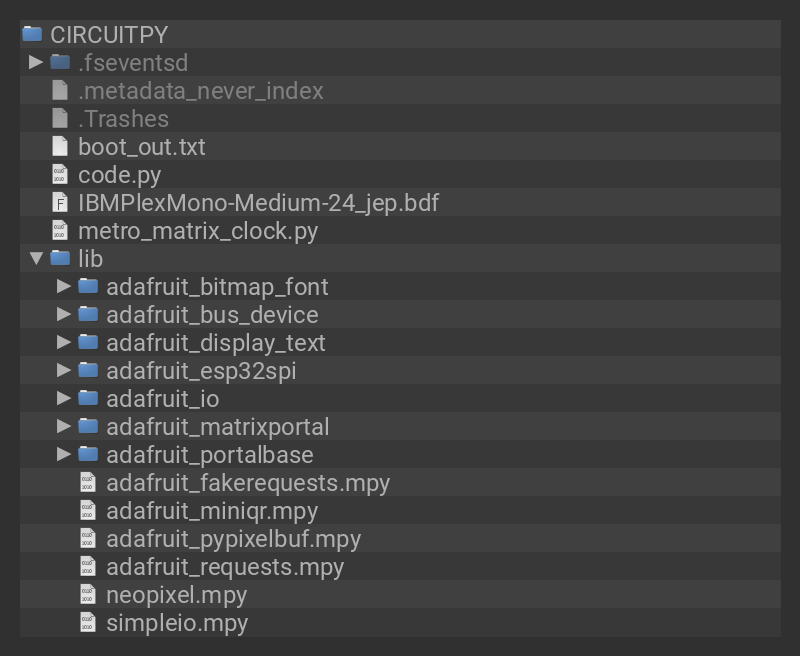 CIRCUITPY
.fseventsd
.metadata_never_index
.Trashes
boot_out.txt
code.py
IBMPlexMono-Medium-24_jep.bdf
metro_matrix_clock.py
lib
adafruit_bitmap_font
adafruit_bus_device
adafruit_display_text
adafruit_esp32spi
adafruit_io
adafruit_matrixportal
adafruit_portalbase
adafruit_fakerequests.mpy
adafruit_miniqr.mpy
adafruit_pypixelbuf.mpy
adafruit_requests.mpy
neopixel.mpy
simpleio.mpy